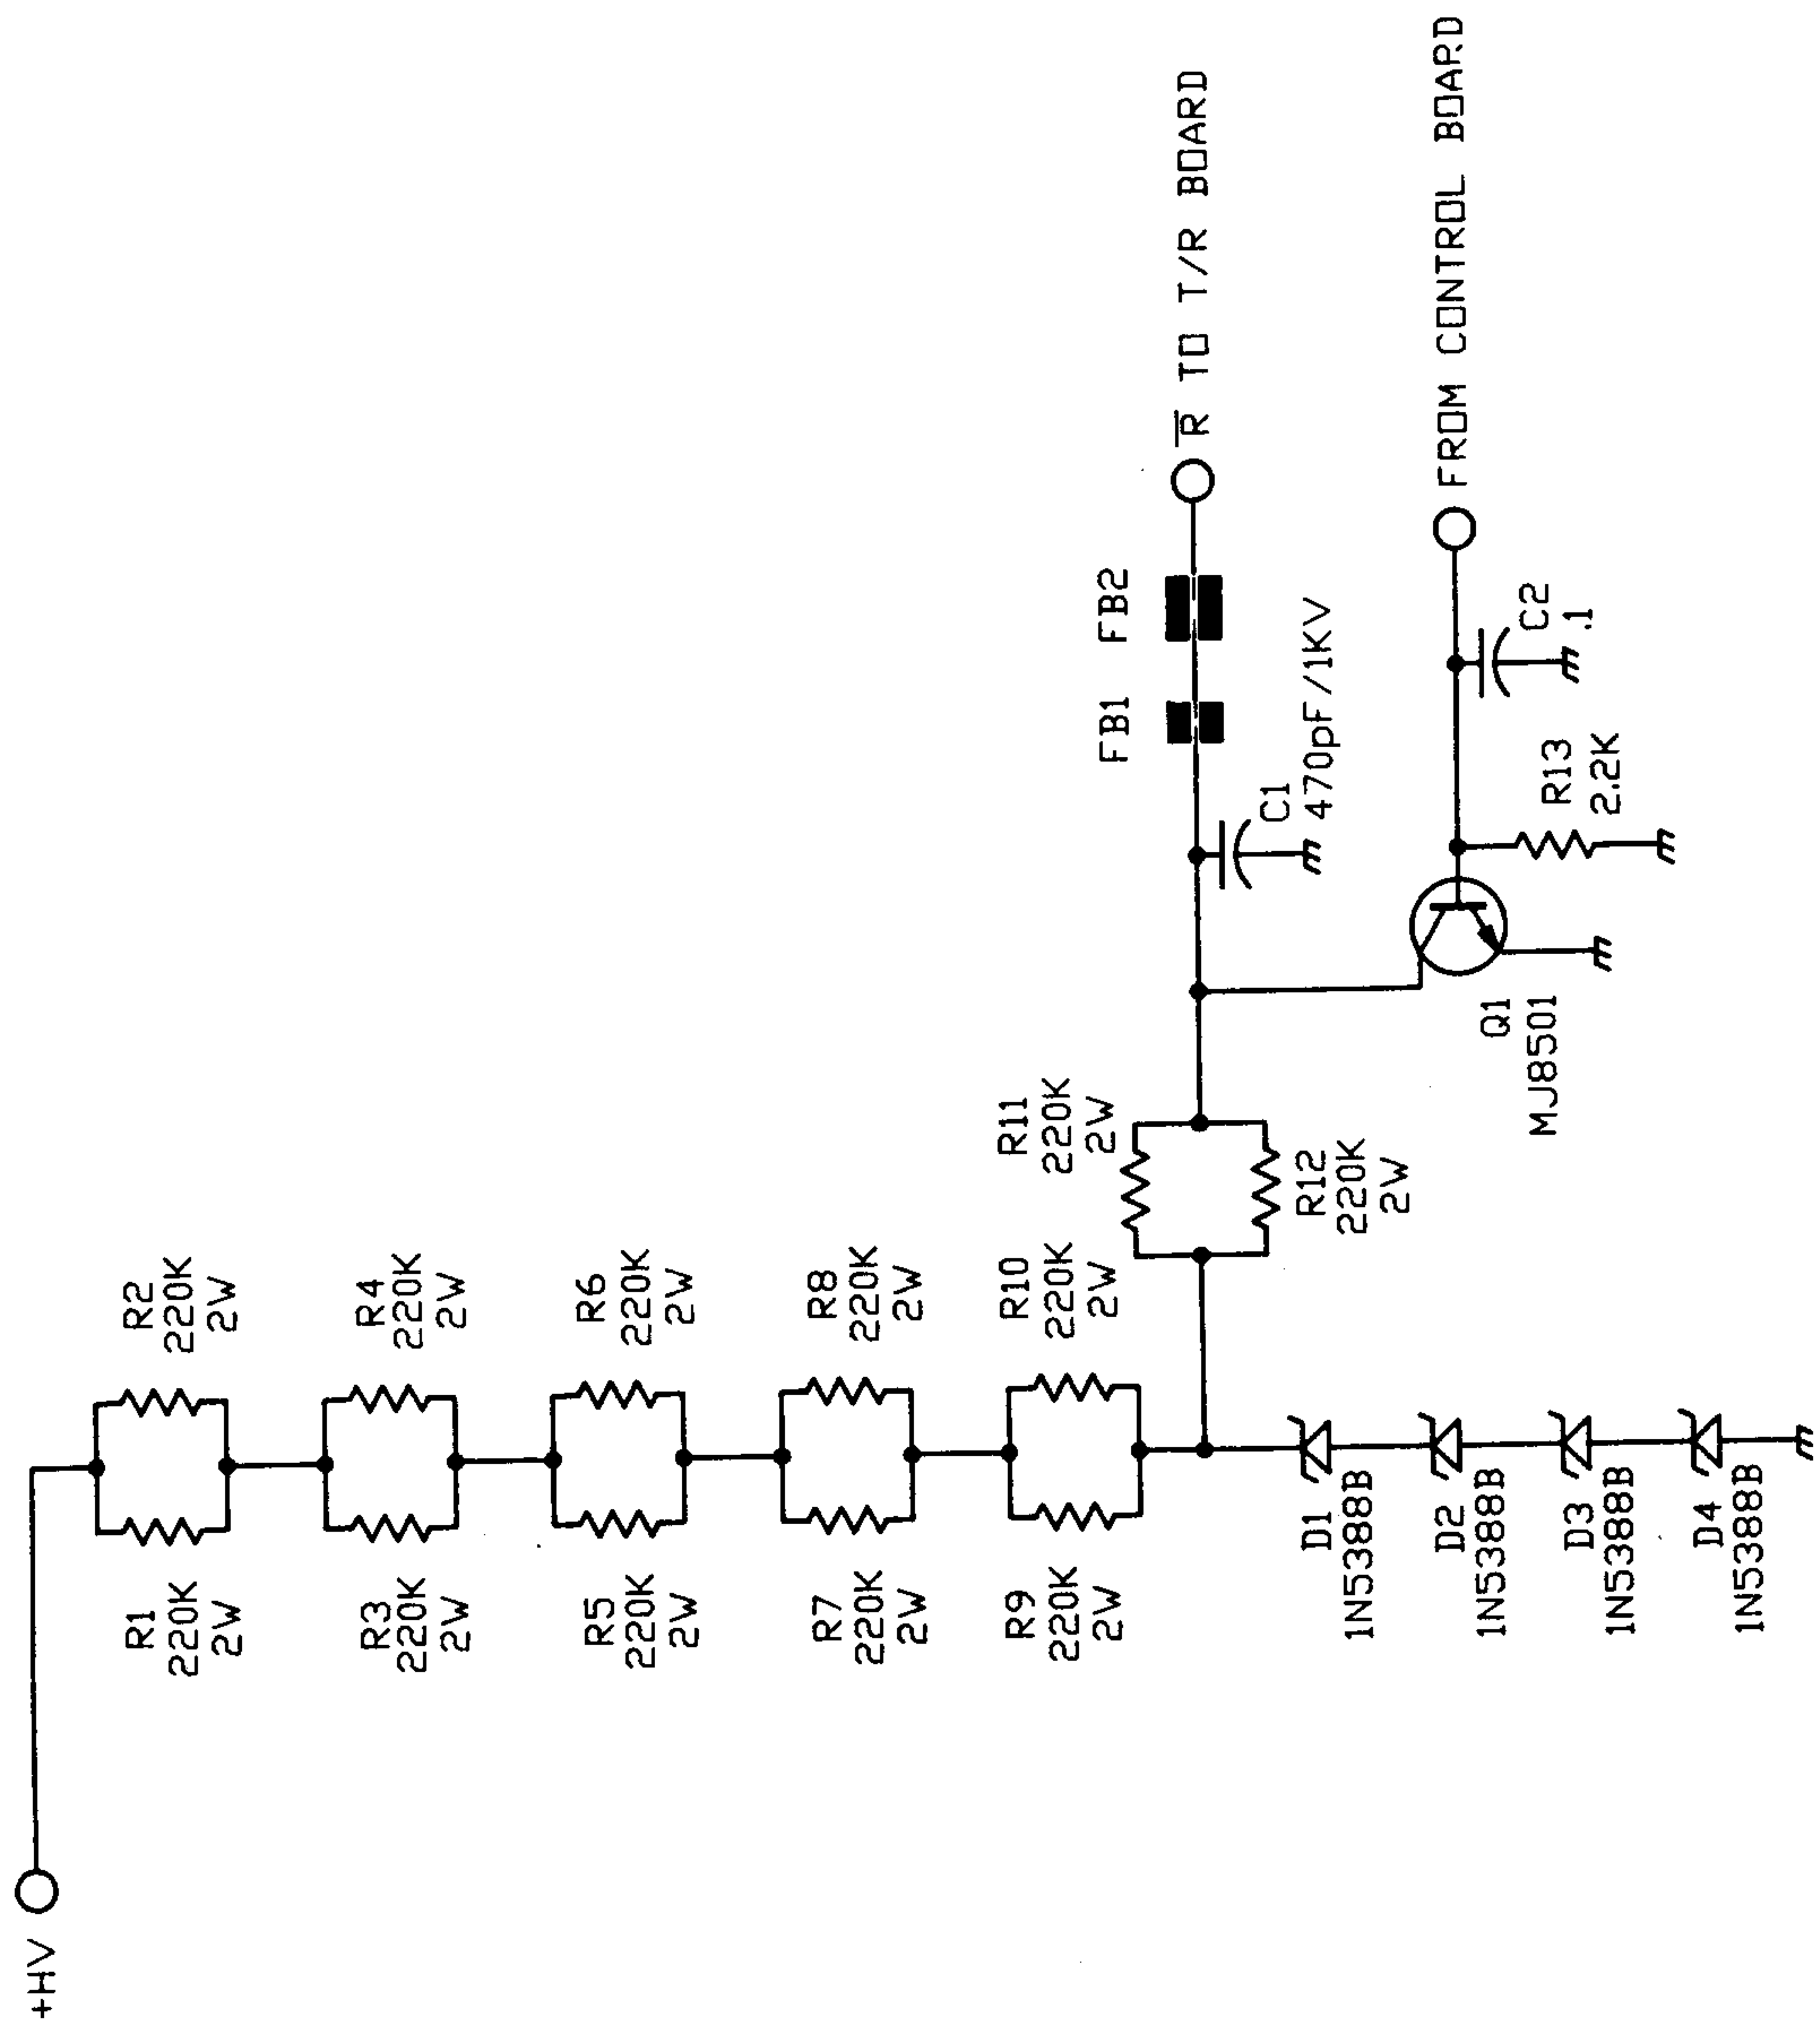 +HV
R1
220K
2W
R2
220K
2W
R3
220K
2W
R4
220K
2W
R5
220K
2W
R6
220K
2W
R7
220K
2W
R8
220K
2W
R9
220K
2W
R10
220K
2W
R11
220K
2W
R12
220K
2W
D1
1N5388B
D2
1N5388B
D3
1N5388B
D4
1N5388B
FB1
FB2
R̅ TO T/R BOARD
C1
470pF/1KV
Q1
MJ8501
R13
2.2K
C2
.1
FROM CONTROL BOARD